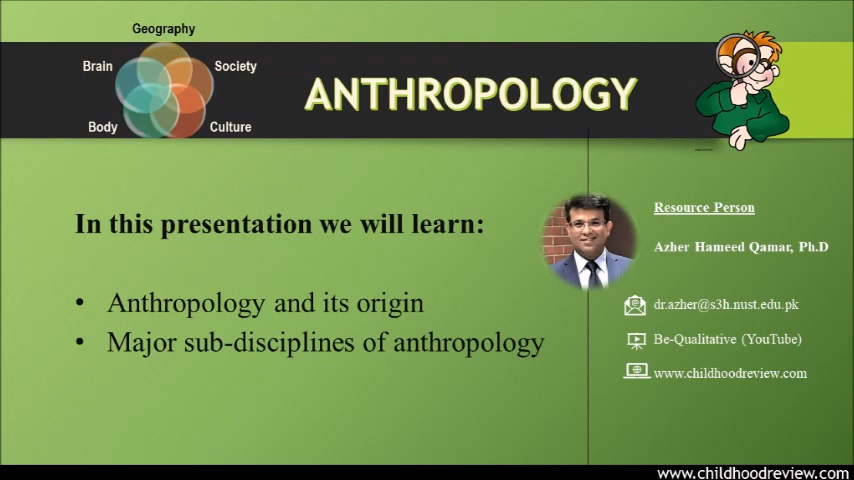 Geography
Brain
Society
Body
Culture
ANTHROPOLOGY
In this presentation we will learn:
• Anthropology and its origin
• Major sub-disciplines of anthropology
Resource Person
Azher Hameed Qamar, Ph.D
dr.azher@s3h.nust.edu.pk
Be-Qualitative (YouTube)
www.childhoodreview.com
www.childhoodreview.com